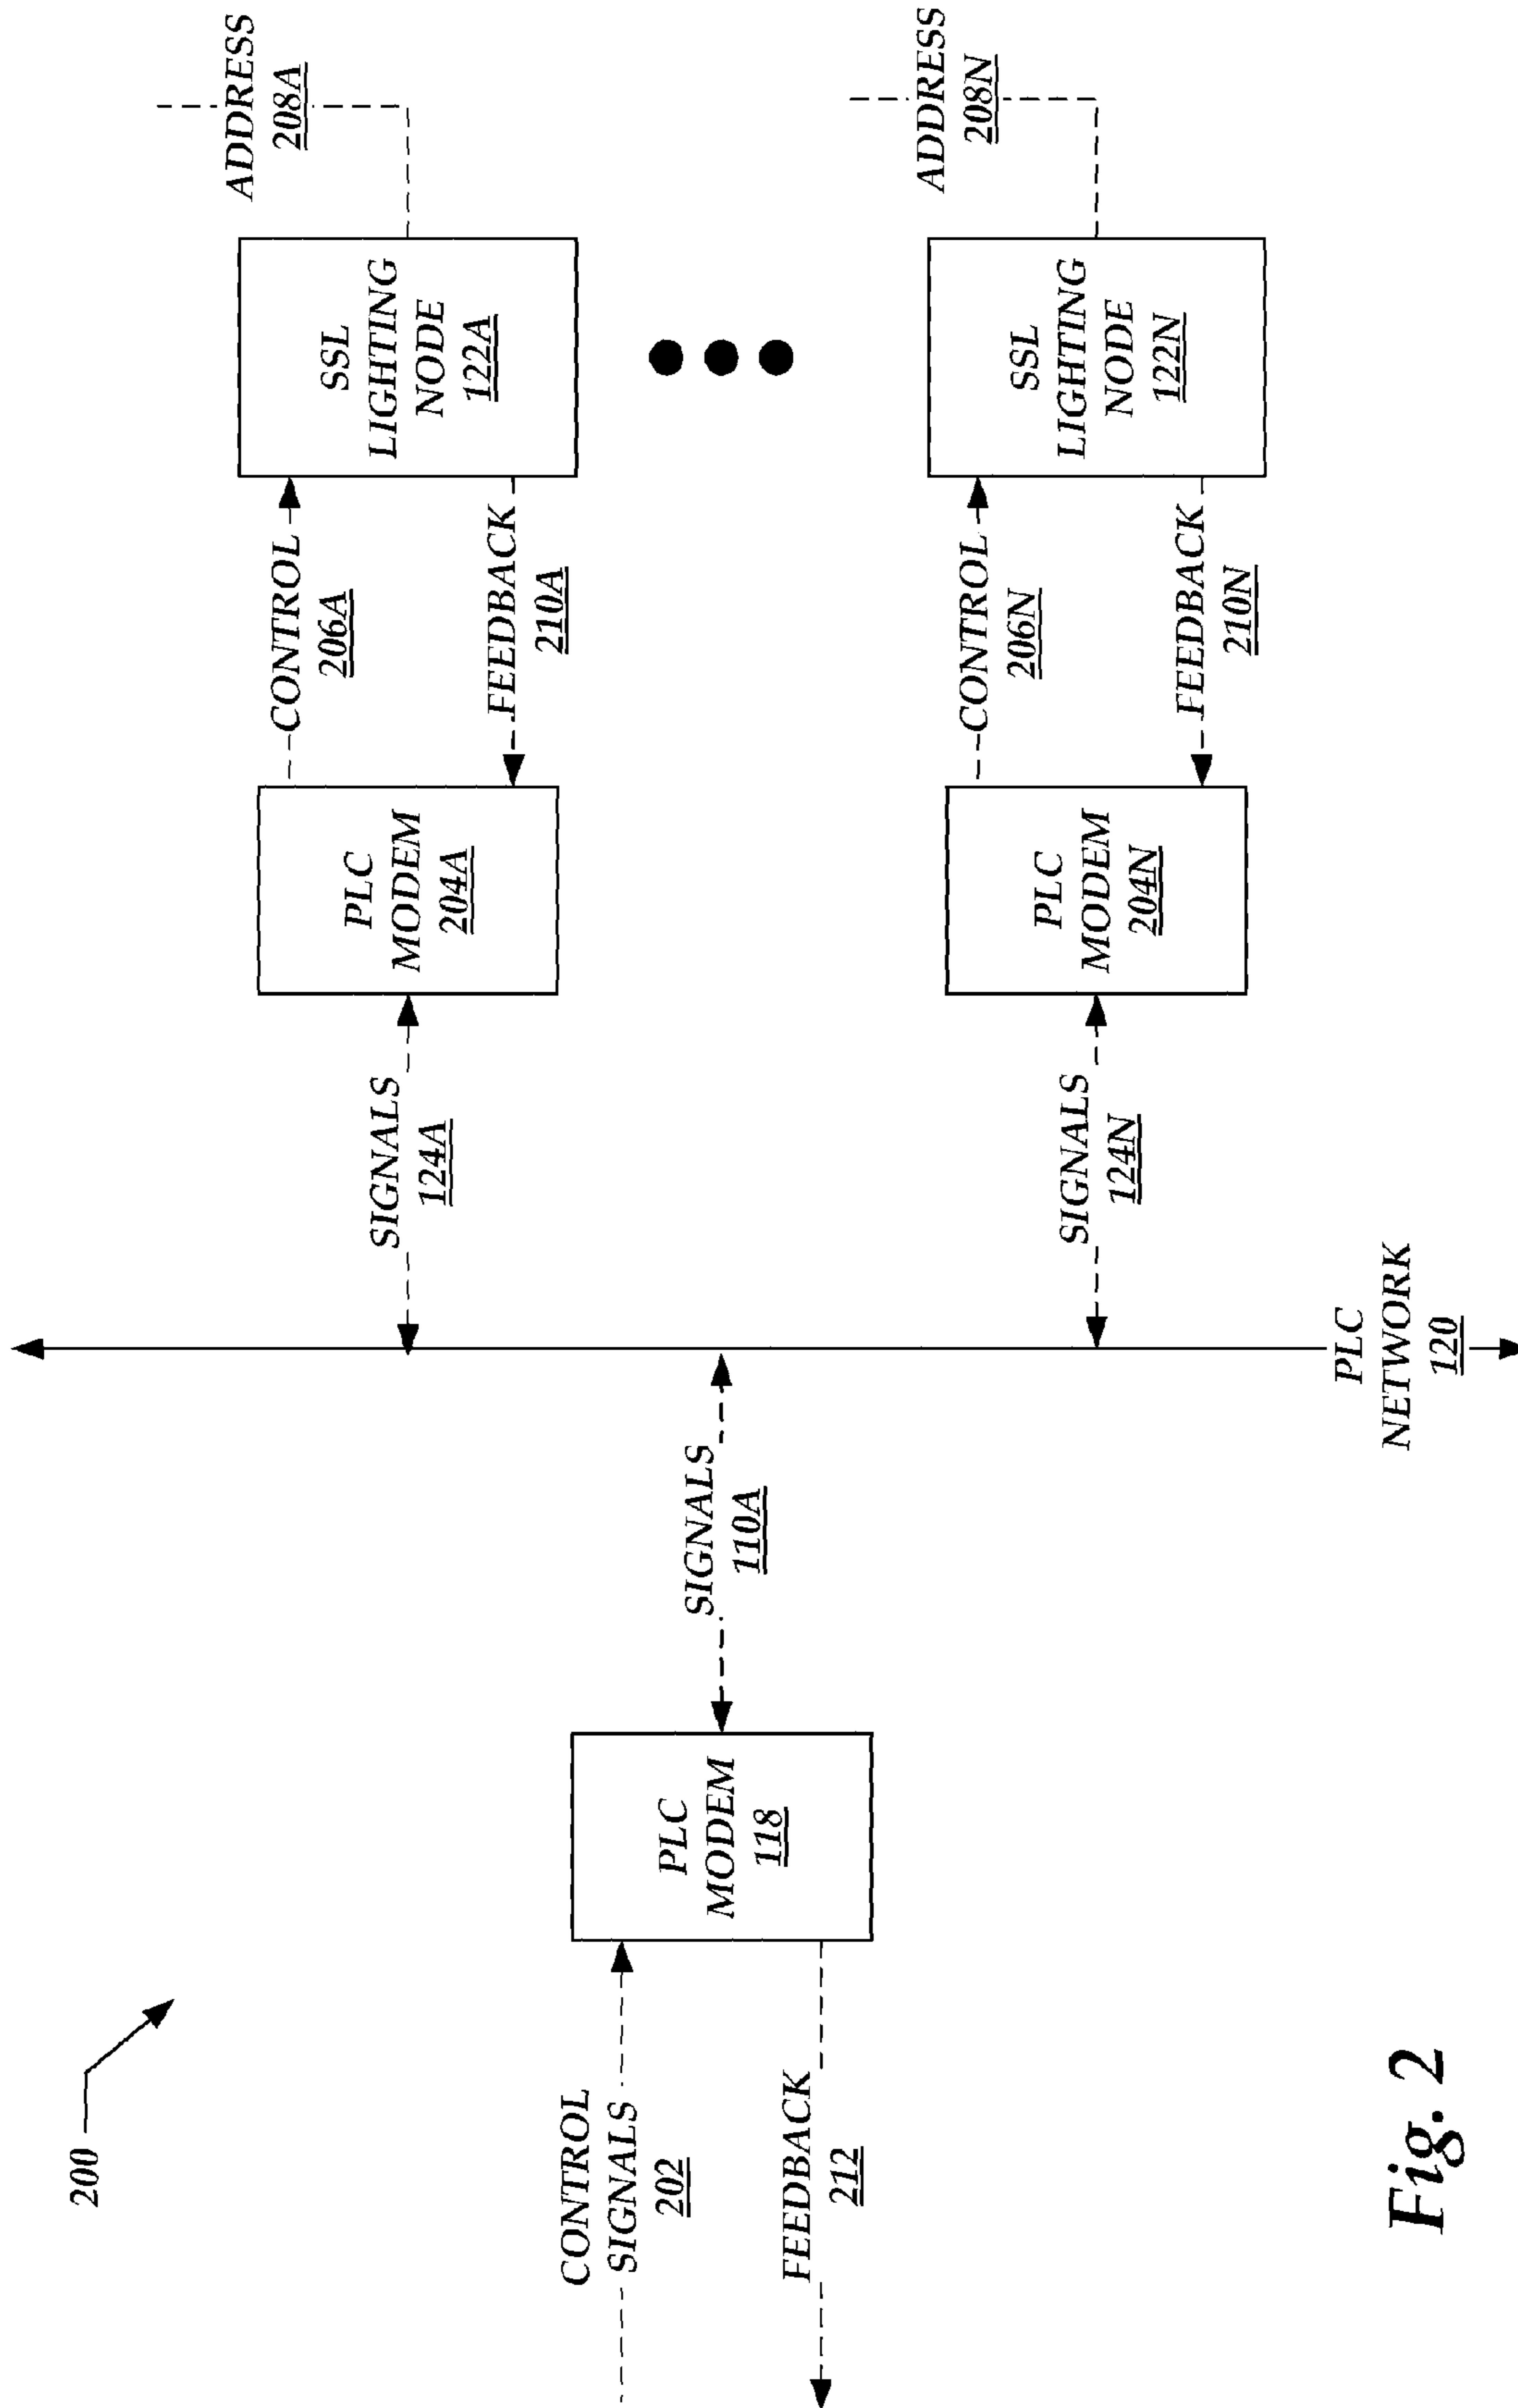 200
CONTROL
SIGNALS
202
FEEDBACK
212
PLC
MODEM
118
SIGNALS
110A
PLC
NETWORK
120
SIGNALS
124A
PLC
MODEM
204A
CONTROL
206A
FEEDBACK
210A
SSL
LIGHTING
NODE
122A
ADDRESS
208A
SIGNALS
124N
PLC
MODEM
204N
CONTROL
206N
FEEDBACK
210N
SSL
LIGHTING
NODE
122N
ADDRESS
208N
Fig. 2